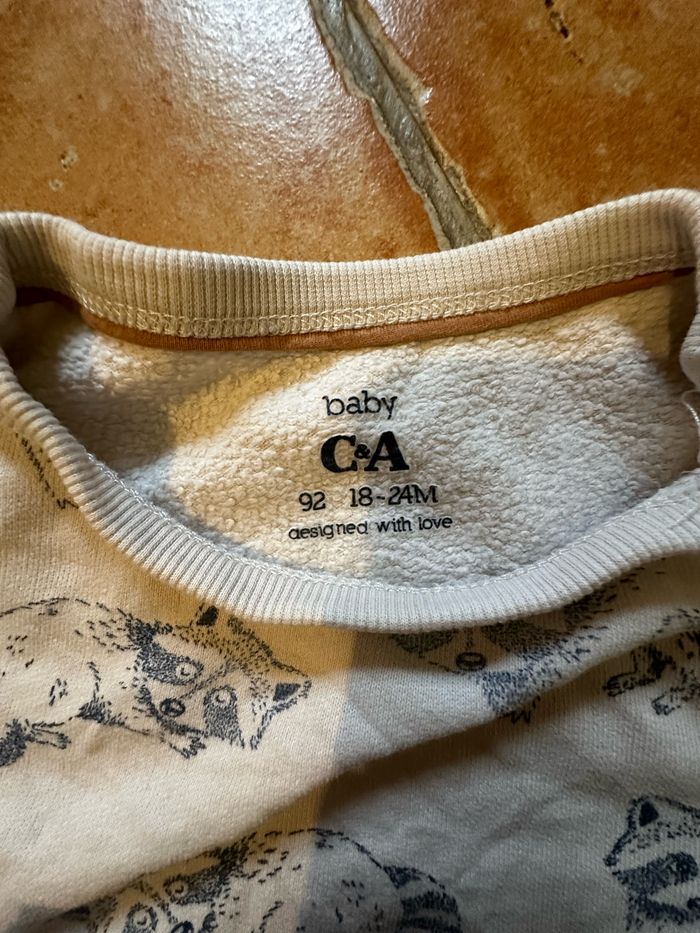 baby
C&A
92 18-24M
designed with love